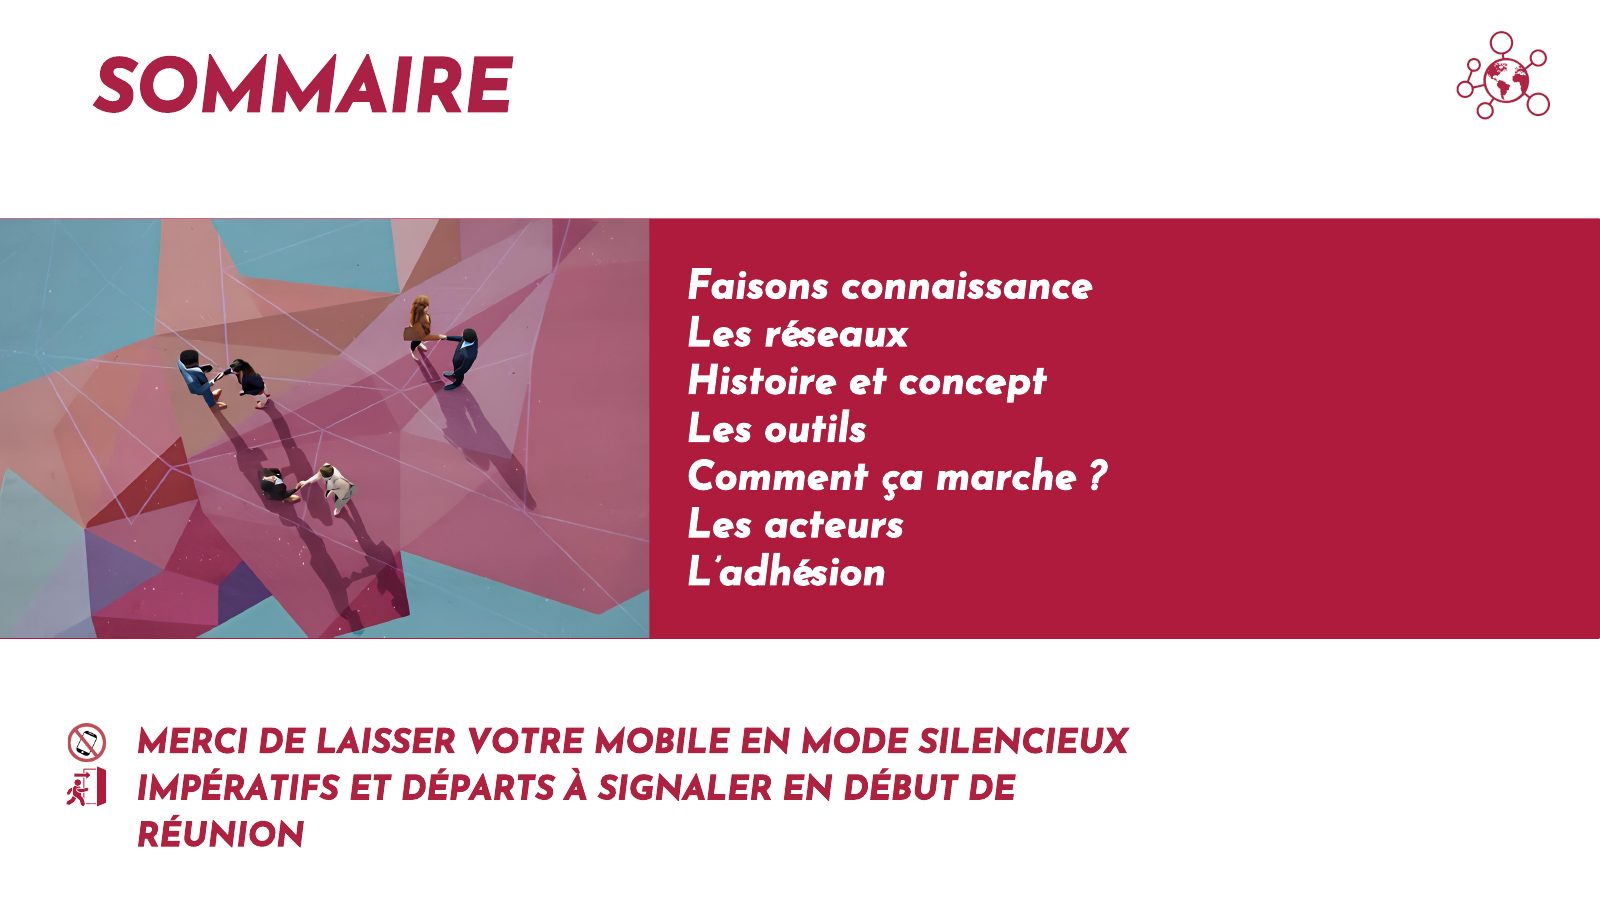 SOMMAIRE
Faisons connaissance
Les réseaux
Histoire et concept
Les outils
Comment ça marche ?
Les acteurs
L'adhésion
MERCI DE LAISSER VOTRE MOBILE EN MODE SILENCIEUX
IMPÉRATIFS ET DÉPARTS À SIGNALER EN DÉBUT DE
RÉUNION